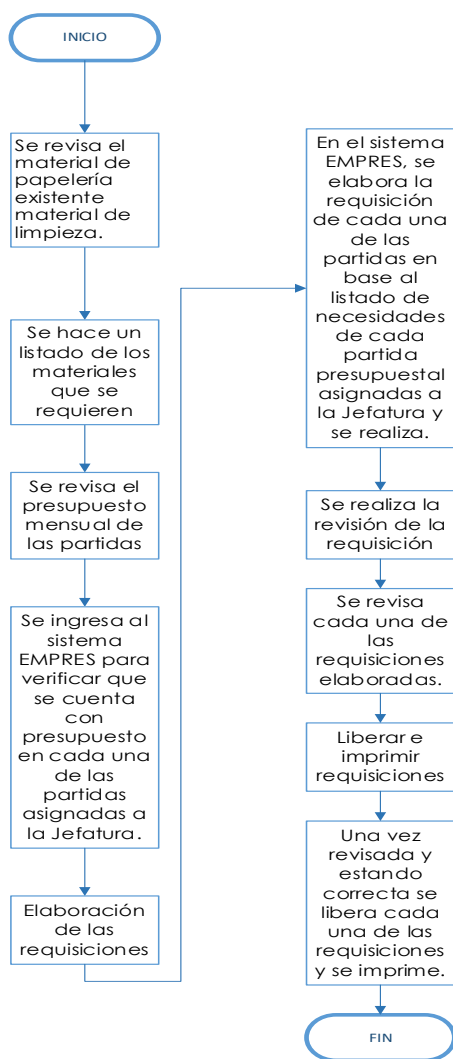 INICIO
Se revisa el
material de
papelería
existente
material de
limpieza.
Se hace un
listado de los
materiales
que se
requieren
Se revisa el
presupuesto
mensual de
las partidas
Se ingresa al
sistema
EMPRES para
verificar que
se cuenta
con
presupuesto
en cada una
de las
partidas
asignadas a
la Jefatura.
Elaboración
de las
requisiciones
En el sistema
EMPRES, se
elabora la
requisición
de cada una
de las
partidas en
base al
listado de
necesidades
de cada
partida
presupuestal
asignadas a
la Jefatura y
se realiza.
Se realiza la
revisión de la
requisición
Se revisa
cada una de
las
requisiciones
elaboradas.
Liberar e
imprimir
requisiciones
Una vez
revisada y
estando
correcta se
libera cada
una de las
requisiciones
y se imprime.
FIN